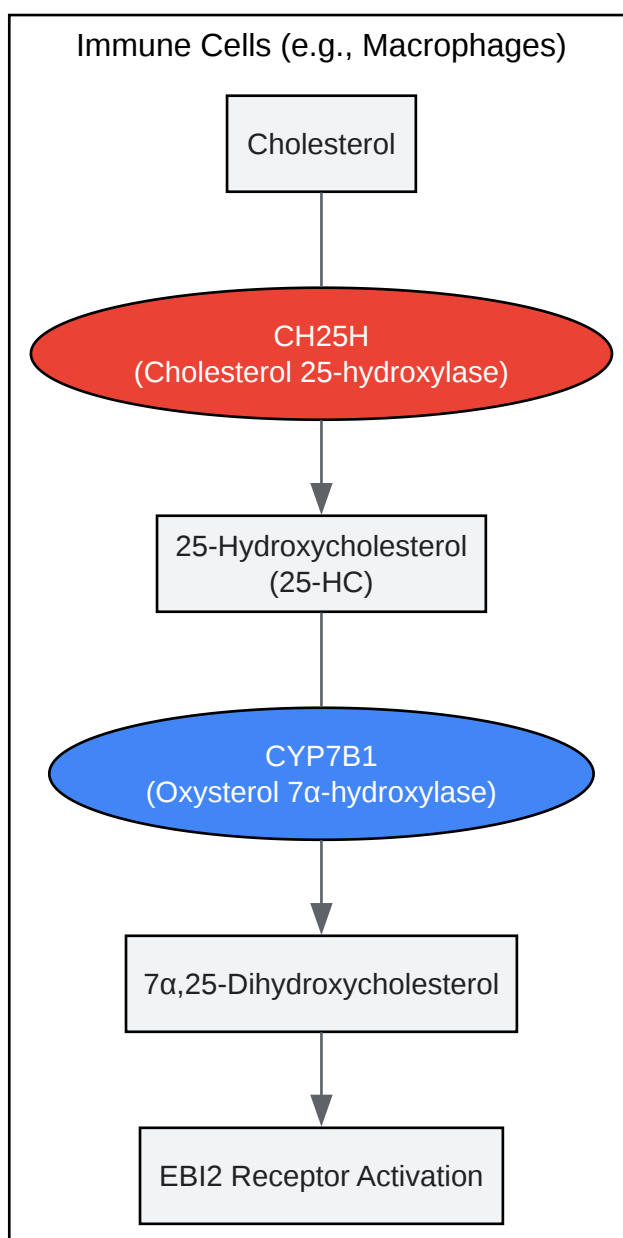 Immune Cells (e.g., Macrophages)
Cholesterol
CH25H
(Cholesterol 25-hydroxylase)
25-Hydroxycholesterol
(25-HC)
CYP7B1
(Oxysterol 7α-hydroxylase)
7α,25-Dihydroxycholesterol
EBI2 Receptor Activation